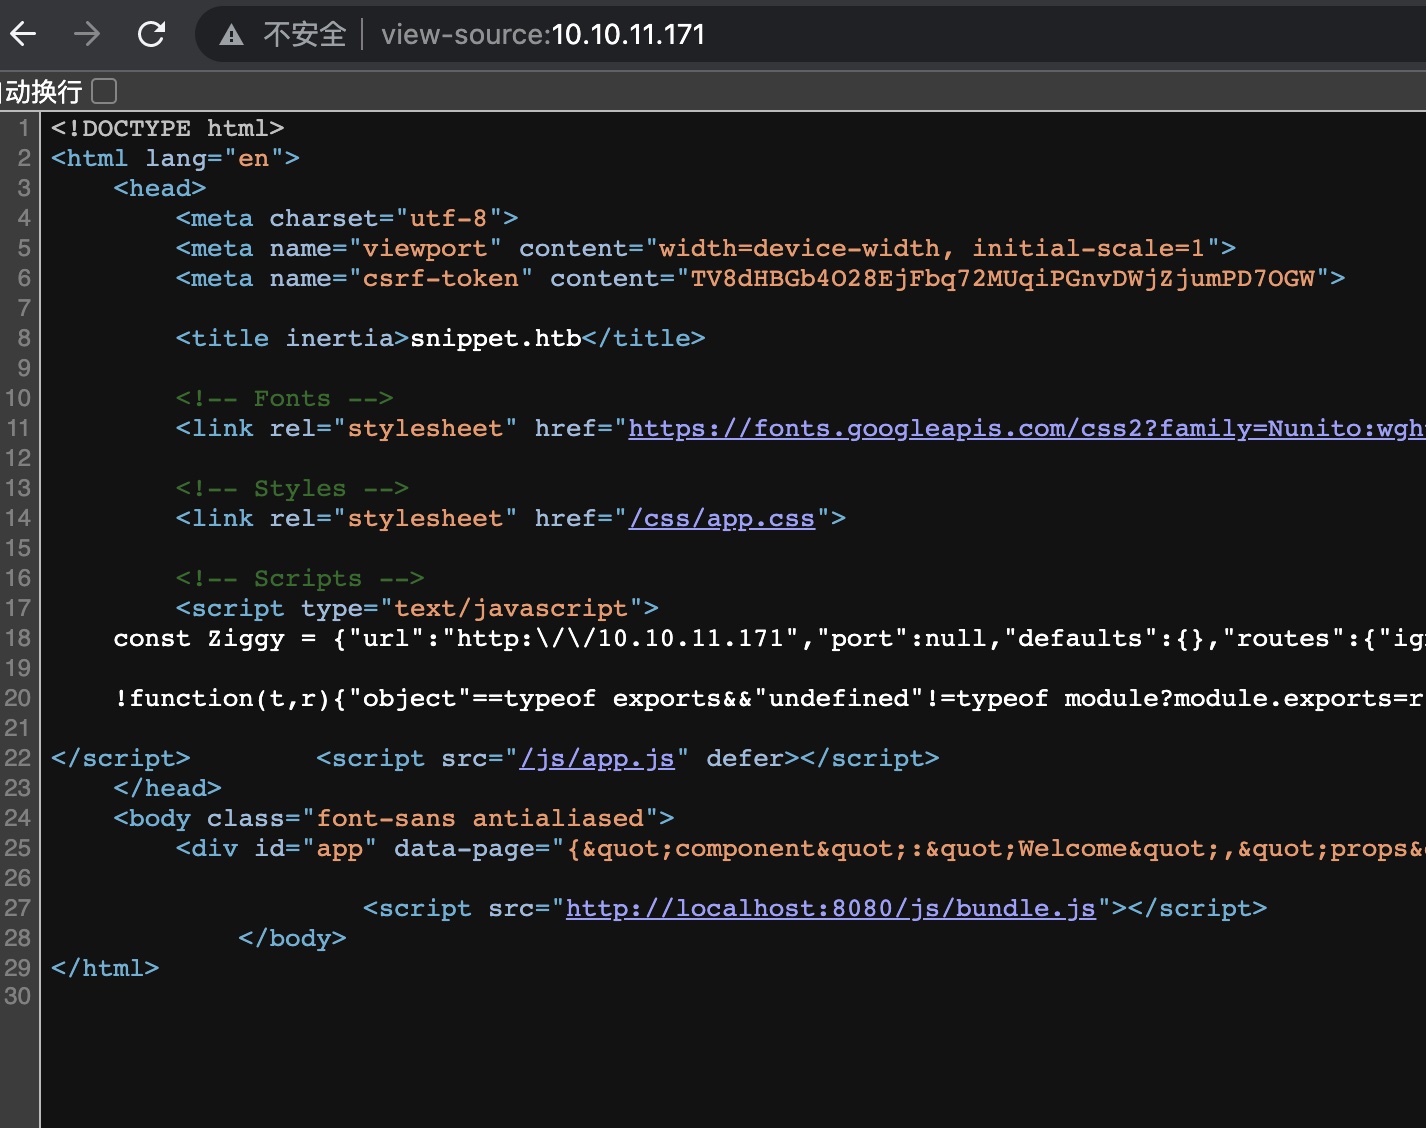 不安全 | view-source:10.10.11.171
自动换行
1 <!DOCTYPE html>
2 <html lang="en">
3 <head>
4 <meta charset="utf-8">
5 <meta name="viewport" content="width=device-width, initial-scale=1">
6 <meta name="csrf-token" content="TV8dHBGb4O28EjFbq72MUqiPGnvDWjZjumPD7OGW">
7
8 <title inertia>snippet.htb</title>
9
10 <!-- Fonts -->
11 <link rel="stylesheet" href="https://fonts.googleapis.com/css2?family=Nunito:wgh
12
13 <!-- Styles -->
14 <link rel="stylesheet" href="/css/app.css">
15
16 <!-- Scripts -->
17 <script type="text/javascript">
18 const Ziggy = {"url":"http:\/\/10.10.11.171","port":null,"defaults":{},"routes":{"ig
19
20 !function(t,r){"object"==typeof exports&&"undefined"!=typeof module?module.exports=r
21
22 </script> <script src="/js/app.js" defer></script>
23 </head>
24 <body class="font-sans antialiased">
25 <div id="app" data-page="{&quot;component&quot;:&quot;Welcome&quot;,&quot;props&
26
27 <script src="http://localhost:8080/js/bundle.js"></script>
28 </body>
29 </html>
30